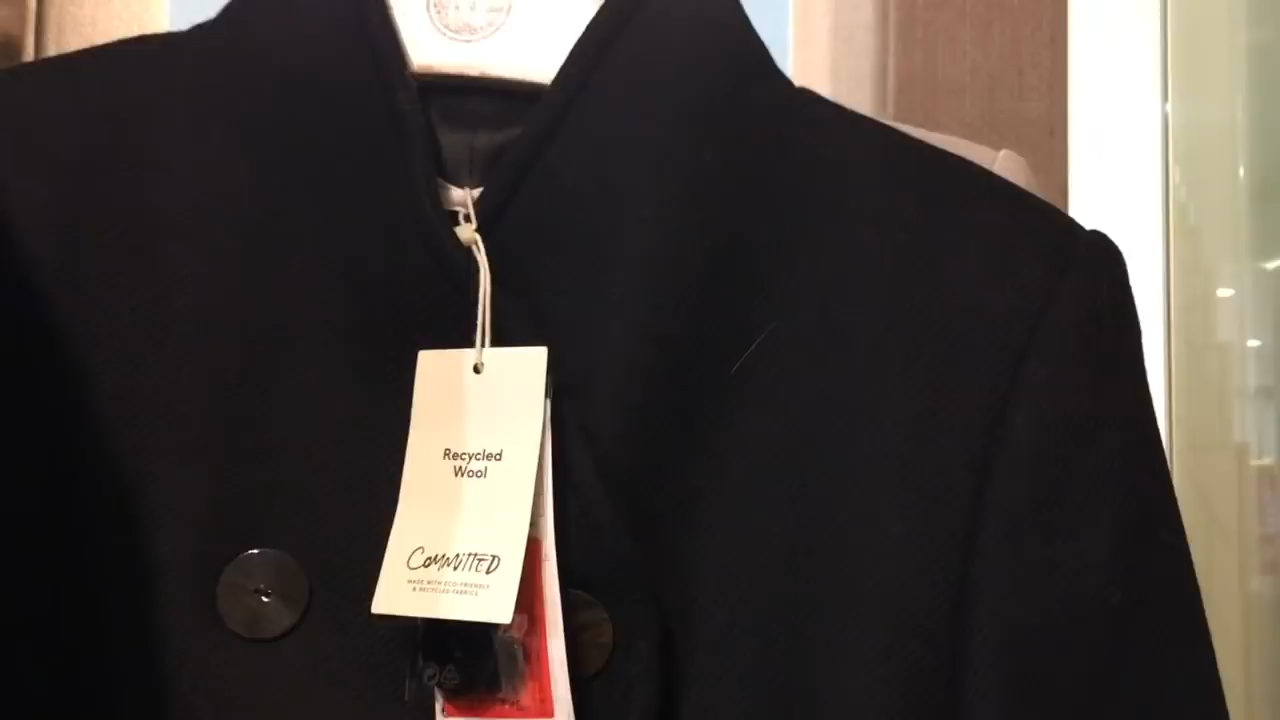 Recycled
Wool
COMMITTED
MADE WITH ECO-FRIENDLY
& RECYCLED FABRICS